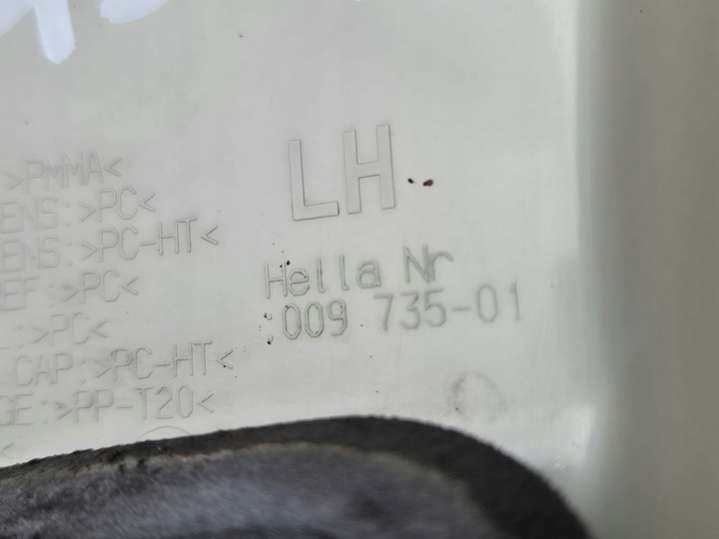 LH
>PMMA<
ENS:>PC<
ENS:>PC-HT<
EF:>PC<
:>PC<
CAP:>PC-HT<
GE:>PP-T20<
<
Hella Nr
:009 735-01